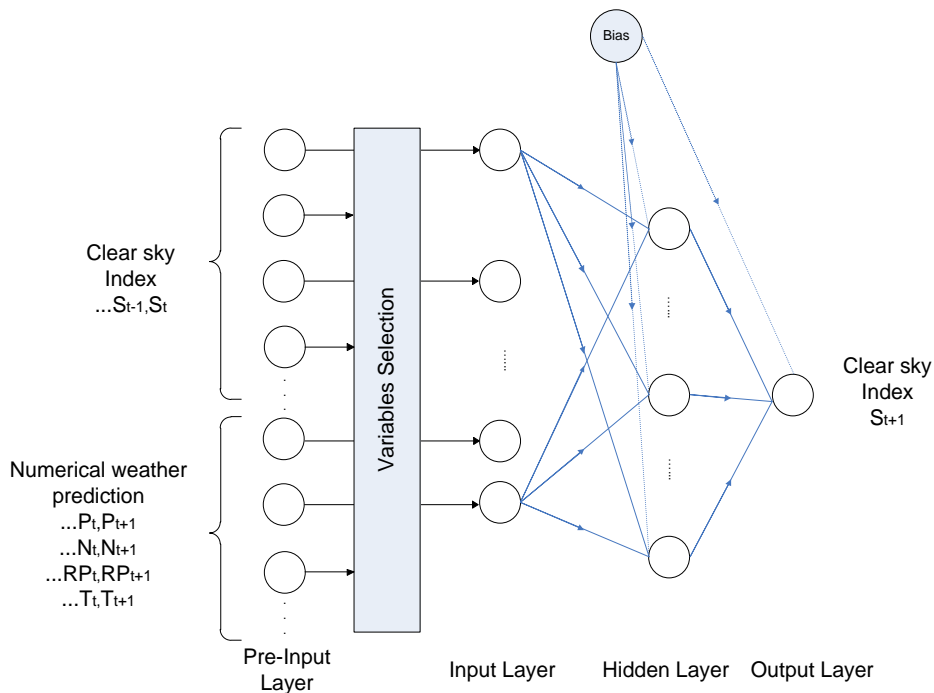 Bias
Clear sky
Index
...St-1,St
Variables Selection
Numerical weather
prediction
...Pt,Pt+1
...Nt,Nt+1
...RPt,RPt+1
...Tt,Tt+1
Clear sky
Index
St+1
Pre-Input
Layer
Input Layer
Hidden Layer
Output Layer